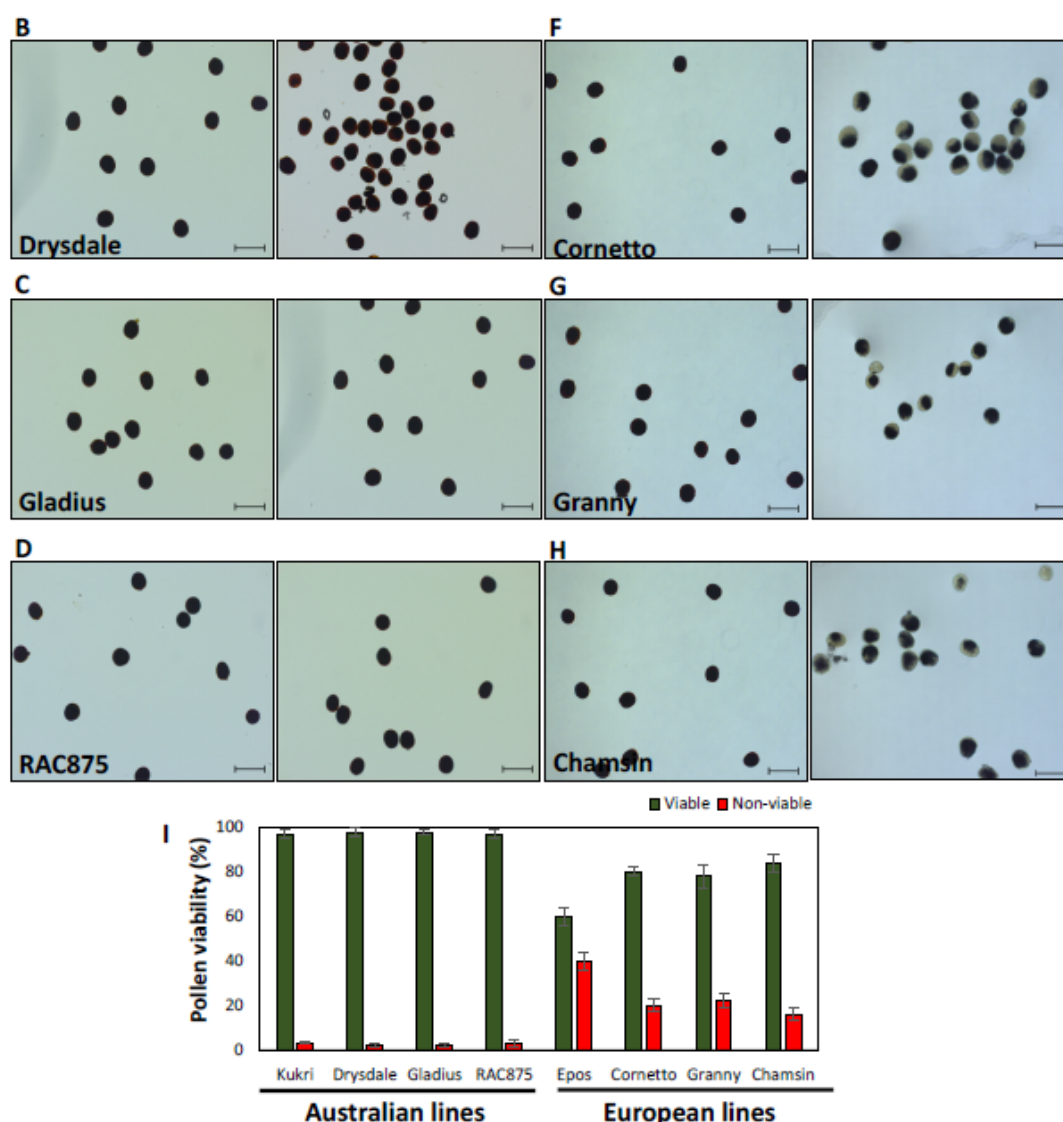 B
F
Drysdale
Cornetto
C
G
Gladius
Granny
D
H
RAC875
Chamsin
Viable Non-viable
I
Pollen viability (%)
100
80
60
40
20
0
Kukri Drysdale Gladius RAC875 Epos Cornetto Granny Chamsin
Australian lines European lines